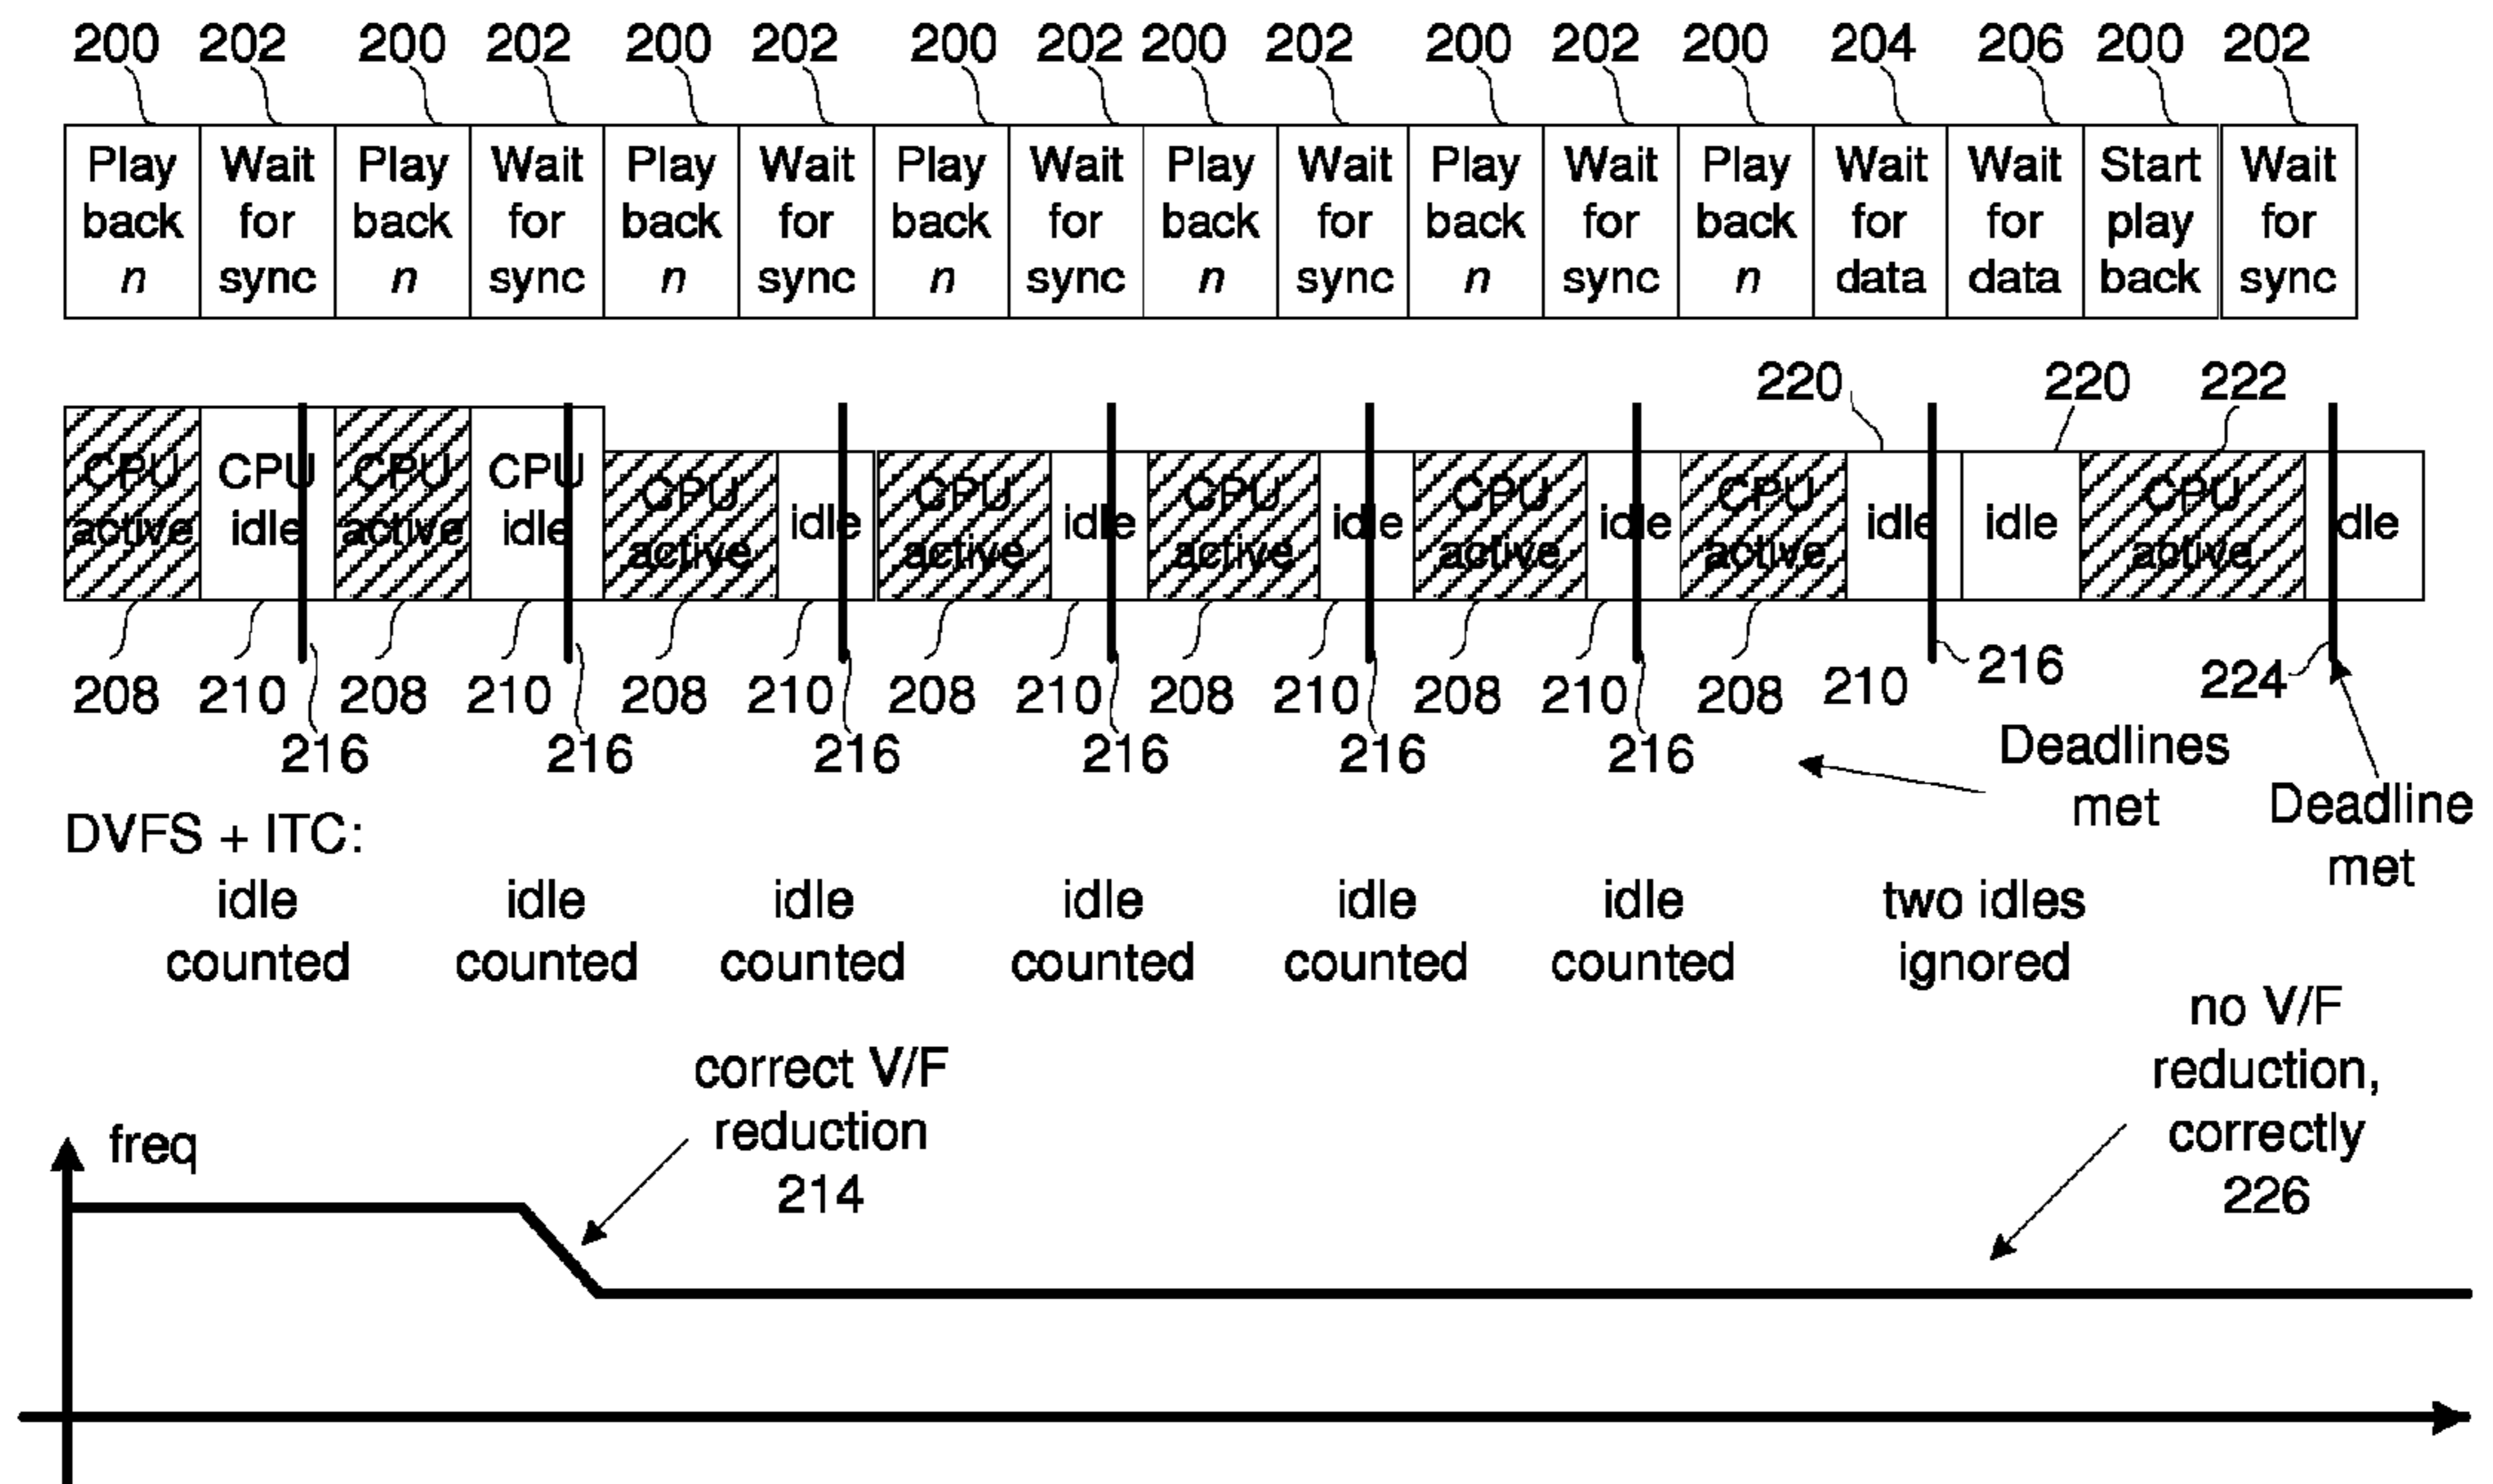 200 202 200 202 200 202 200 202 200 202 200 202 200 204 206 200 202
Play Wait Play Wait Play Wait Play Wait Play Wait Play Wait Play Wait Wait Start Wait
back for back for back for back for back for back for back for for play for
n sync n sync n sync n sync n sync n sync n data data back sync
220 220 222
CPU CPU CPU CPU CPU CPU CPU CPU CPU CPU
active idle active idle active idle active idle active idle active idle active idle idle active dle
208 210 208 210 208 210 208 210 208 210 208 210 208 210 216 224
216 216 216 216 216 216
Deadlines
met
Deadline
met
DVFS + ITC:
idle idle idle idle idle idle two idles
counted counted counted counted counted counted ignored
no V/F
reduction,
correctly
226
correct V/F
reduction
214
freq